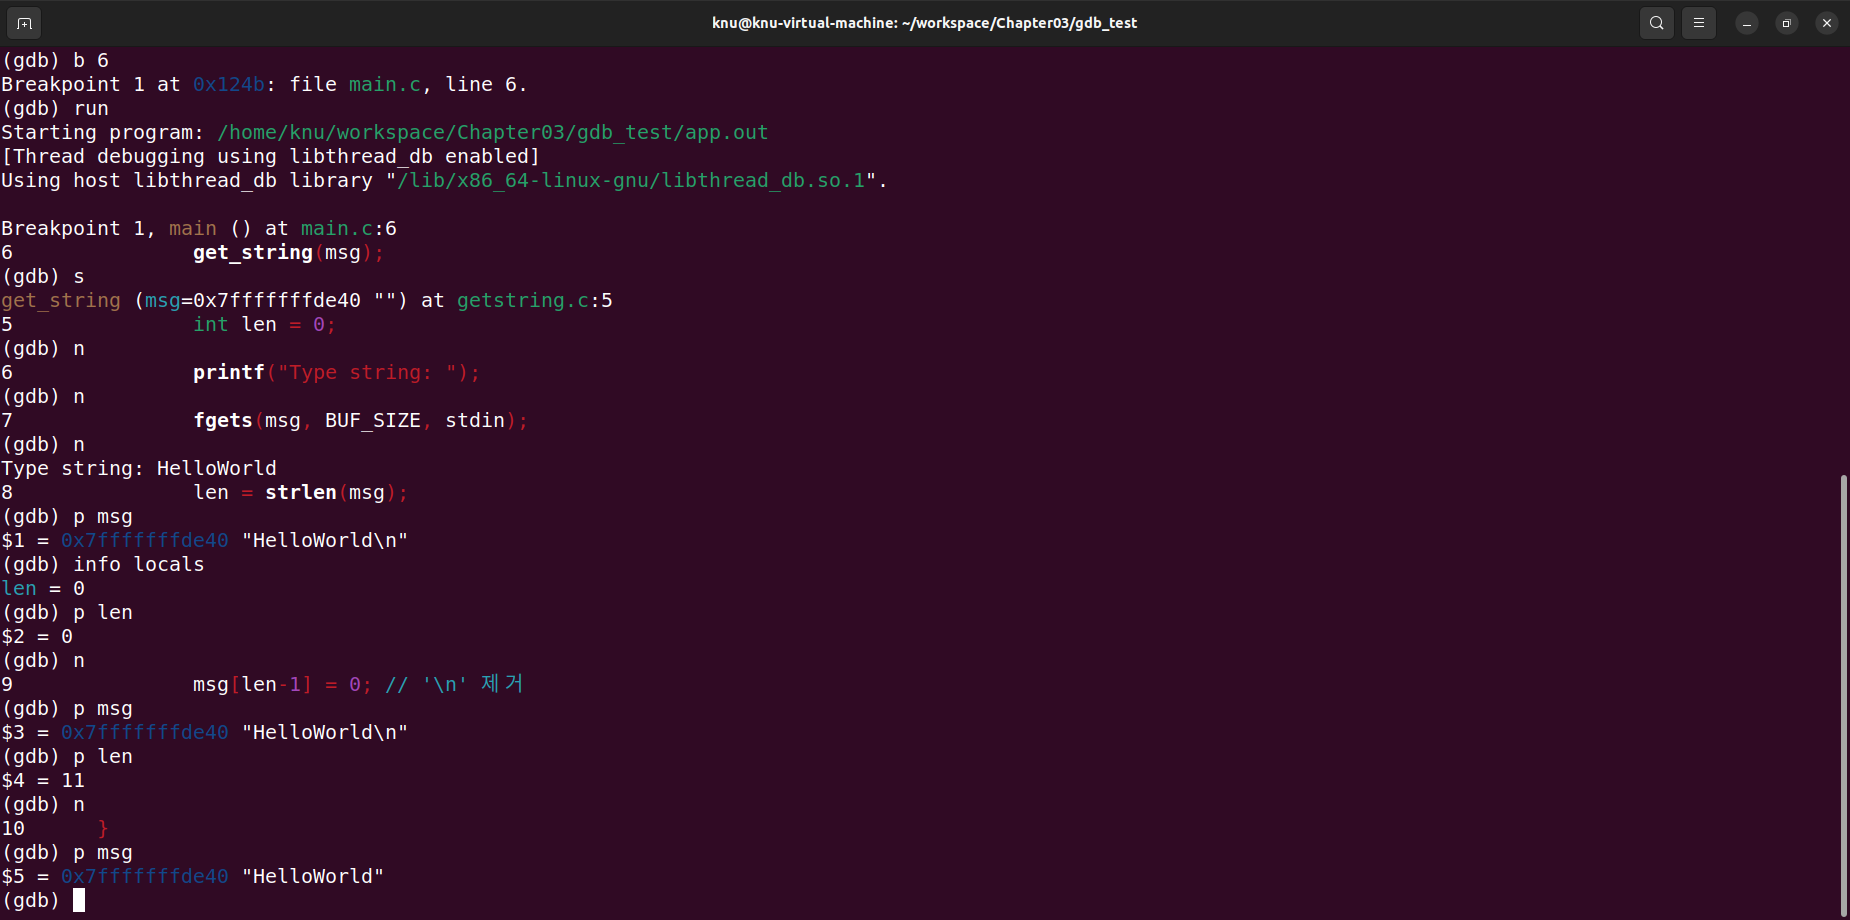 knu@knu-virtual-machine: ~/workspace/Chapter03/gdb_test
(gdb) b 6
Breakpoint 1 at 0x124b: file main.c, line 6.
(gdb) run
Starting program: /home/knu/workspace/Chapter03/gdb_test/app.out
[Thread debugging using libthread_db enabled]
Using host libthread_db library "/lib/x86_64-linux-gnu/libthread_db.so.1".
Breakpoint 1, main () at main.c:6
6 get_string(msg);
(gdb) s
get_string (msg=0x7fffffffde40 "") at getstring.c:5
5 int len = 0;
(gdb) n
6 printf("Type string: ");
(gdb) n
7 fgets(msg, BUF_SIZE, stdin);
(gdb) n
Type string: HelloWorld
8 len = strlen(msg);
(gdb) p msg
$1 = 0x7fffffffde40 "HelloWorld\n"
(gdb) info locals
len = 0
(gdb) p len
$2 = 0
(gdb) n
9 msg[len-1] = 0; // '\n' 제거
(gdb) p msg
$3 = 0x7fffffffde40 "HelloWorld\n"
(gdb) p len
$4 = 11
(gdb) n
10 }
(gdb) p msg
$5 = 0x7fffffffde40 "HelloWorld"
(gdb)